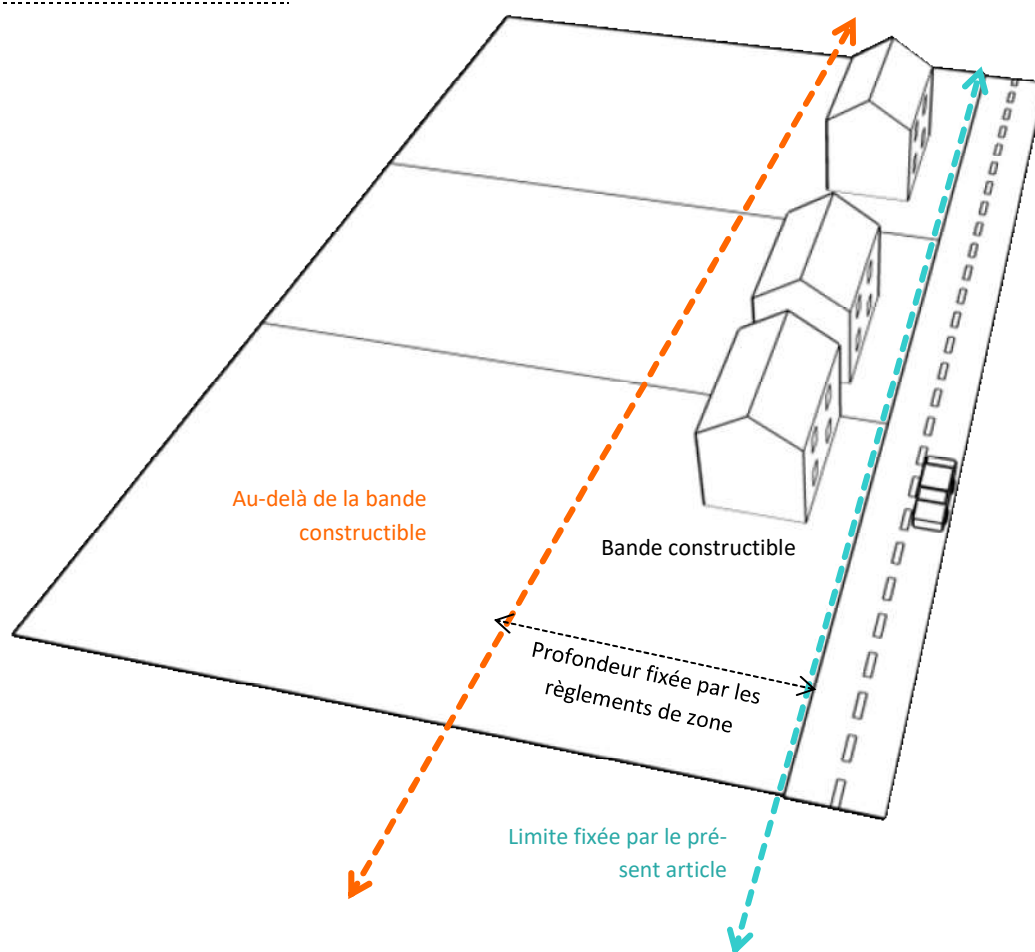 Au-delà de la bande
constructible
Bande constructible
Profondeur fixée par les
règlements de zone
Limite fixée par le pré-
sent article